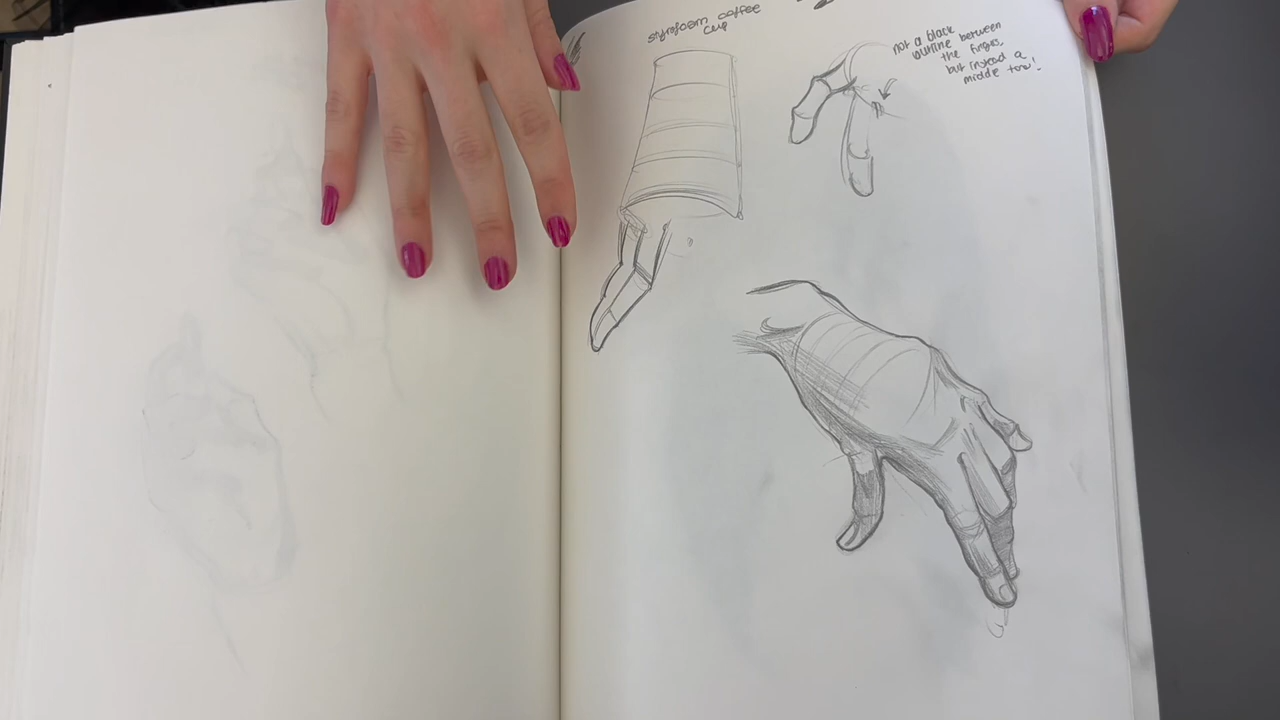 styrofoam coffee
cup
not a black
outline between
the fingers,
but instead a
middle tone!